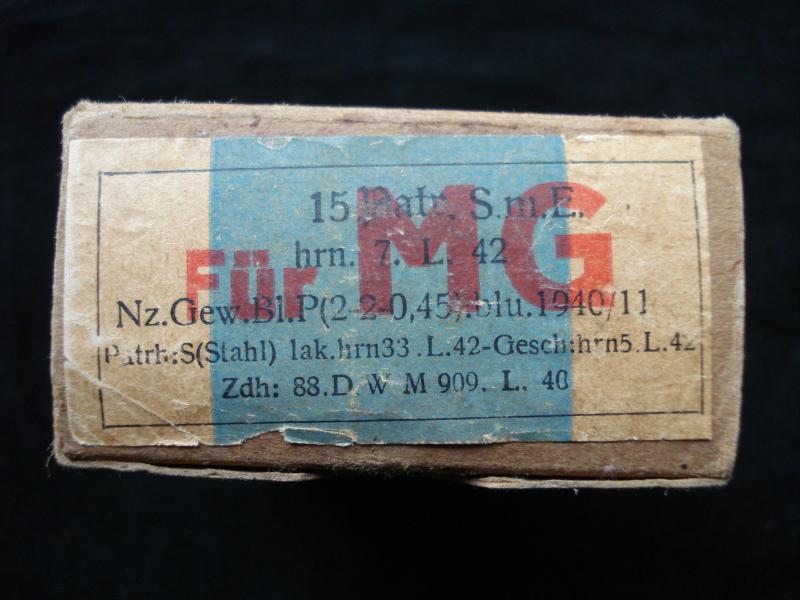 15 Patr. S.m.E.
hrn. 7. L. 42
Für MG
Nz.Gew.Bl.P(2-2-0,45):blu.1940/11
Patrh:S(Stahl) lak.hrn33.L.42-Gesch:hrn5.L.42
Zdh: 88.D W M 909. L. 40